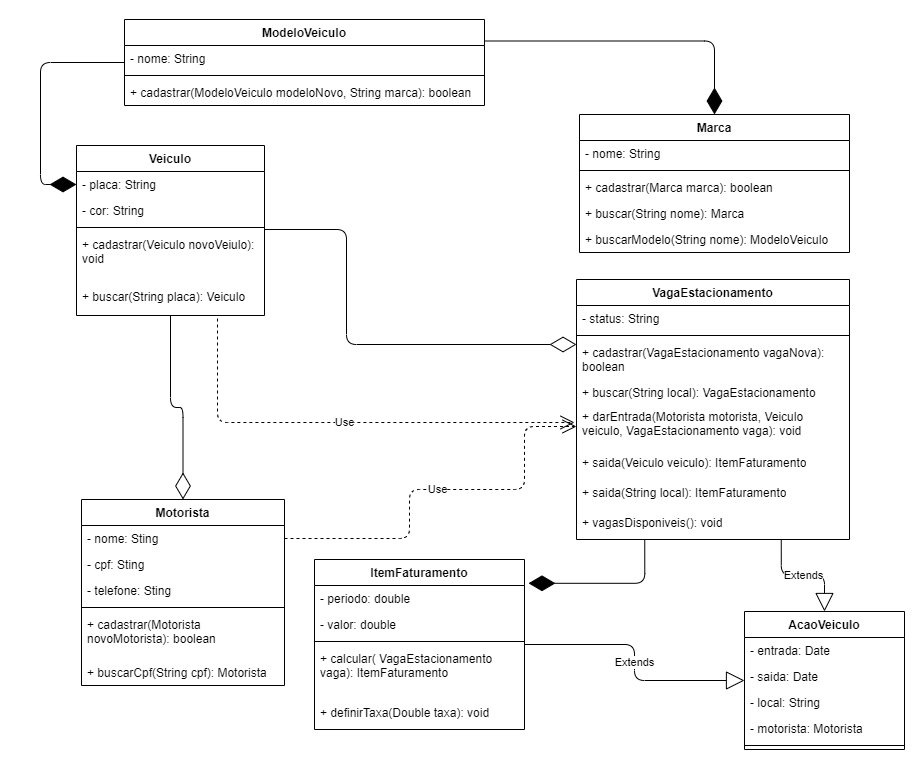 ModeloVeiculo
- nome: String
+ cadastrar(ModeloVeiculo modeloNovo, String marca): boolean
Marca
- nome: String
+ cadastrar(Marca marca): boolean
+ buscar(String nome): Marca
+ buscarModelo(String nome): ModeloVeiculo
Veiculo
- placa: String
- cor: String
+ cadastrar(Veiculo novoVeiulo):
void
+ buscar(String placa): Veiculo
VagaEstacionamento
- status: String
+ cadastrar(VagaEstacionamento vagaNova):
boolean
+ buscar(String local): VagaEstacionamento
+ darEntrada(Motorista motorista, Veiculo
veiculo, VagaEstacionamento vaga): void
+ saida(Veiculo veiculo): ItemFaturamento
+ saida(String local): ItemFaturamento
+ vagasDisponiveis(): void
Use
Use
Motorista
- nome: Sting
- cpf: Sting
- telefone: Sting
+ cadastrar(Motorista
novoMotorista): boolean
+ buscarCpf(String cpf): Motorista
ItemFaturamento
- periodo: double
- valor: double
+ calcular( VagaEstacionamento
vaga): ItemFaturamento
+ definirTaxa(Double taxa): void
Extends
Extends
AcaoVeiculo
- entrada: Date
- saida: Date
- local: String
- motorista: Motorista